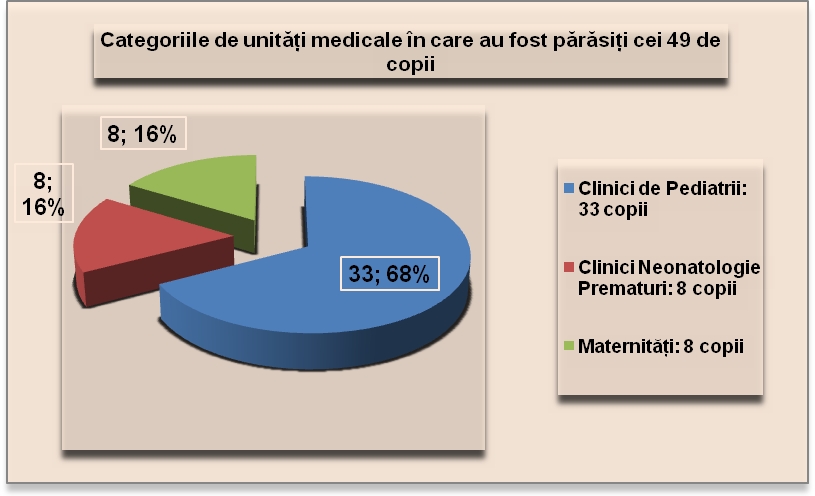 Categoriile de unități medicale în care au fost părăsiți cei 49 de
copii
8; 16%
8;
16%
33; 68%
Clinici de Pediatrii:
33 copii
Clinici Neonatologie
Prematuri: 8 copii
Maternități: 8 copii